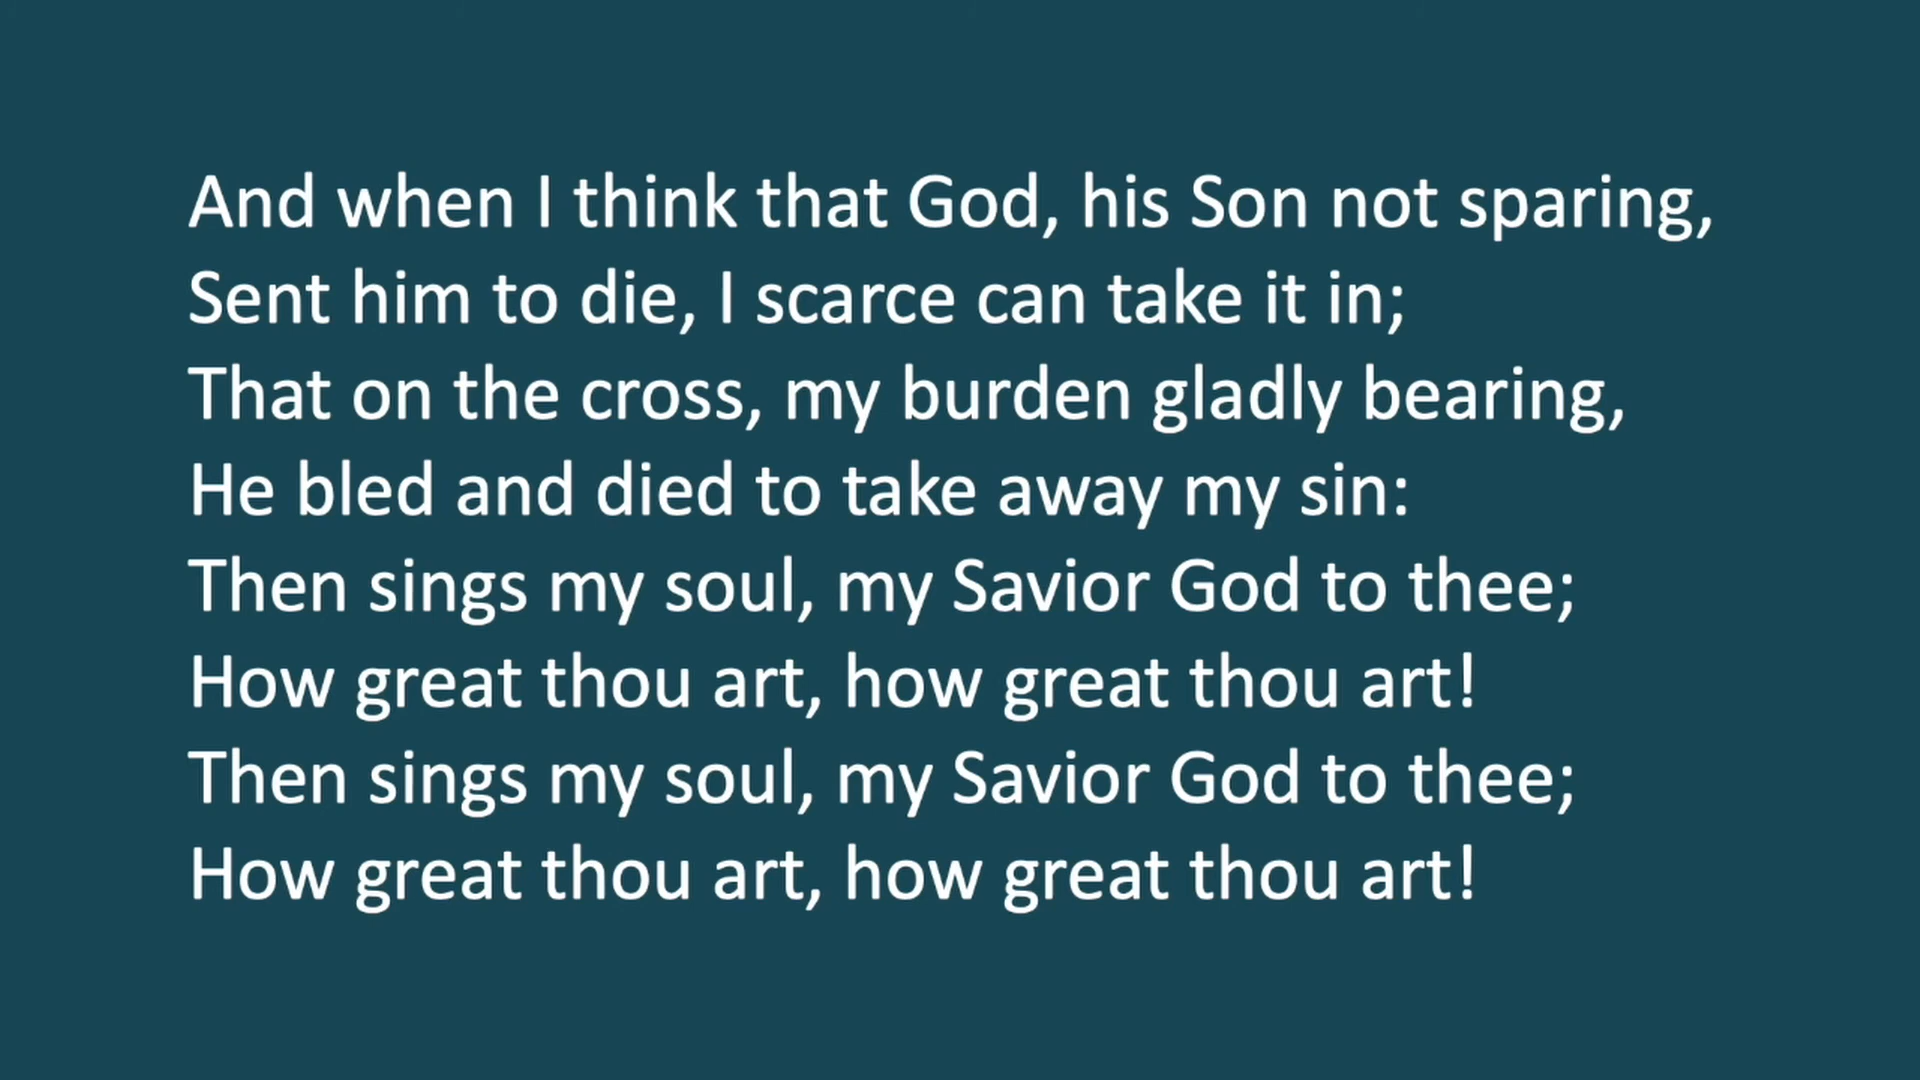 And when I think that God, his Son not sparing,
Sent him to die, I scarce can take it in;
That on the cross, my burden gladly bearing,
He bled and died to take away my sin:
Then sings my soul, my Savior God to thee;
How great thou art, how great thou art!
Then sings my soul, my Savior God to thee;
How great thou art, how great thou art!